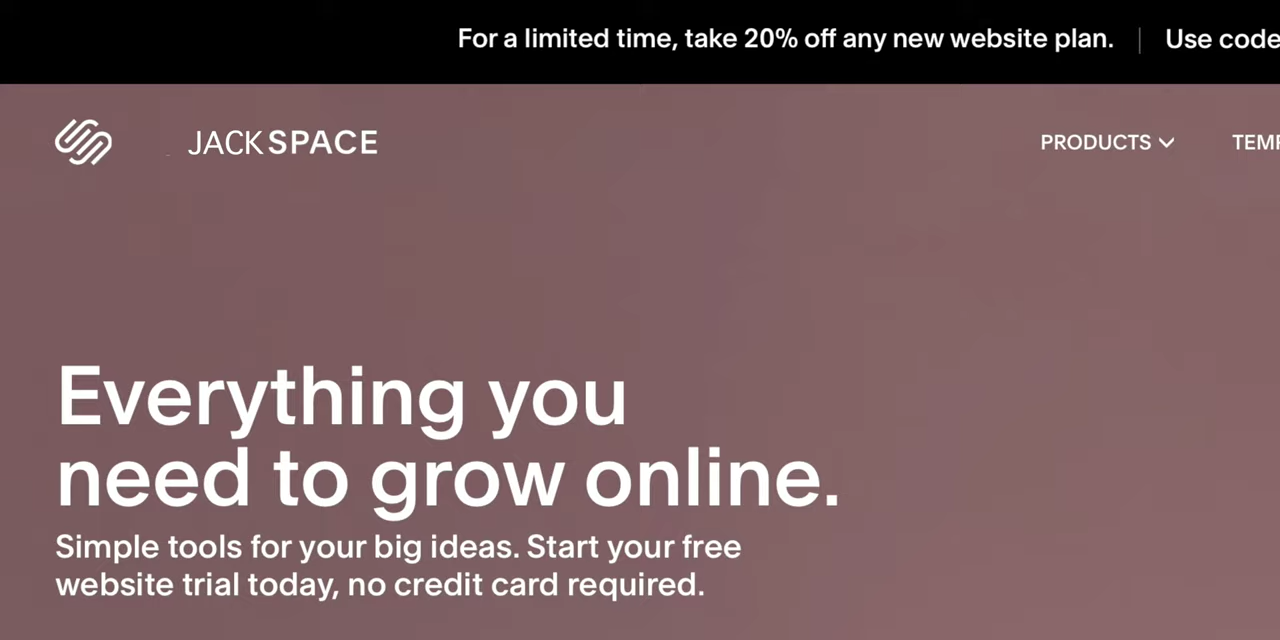 For a limited time, take 20% off any new website plan. | Use code
JACKSPACE
PRODUCTS
TEMP
Everything you
need to grow online.
Simple tools for your big ideas. Start your free
website trial today, no credit card required.